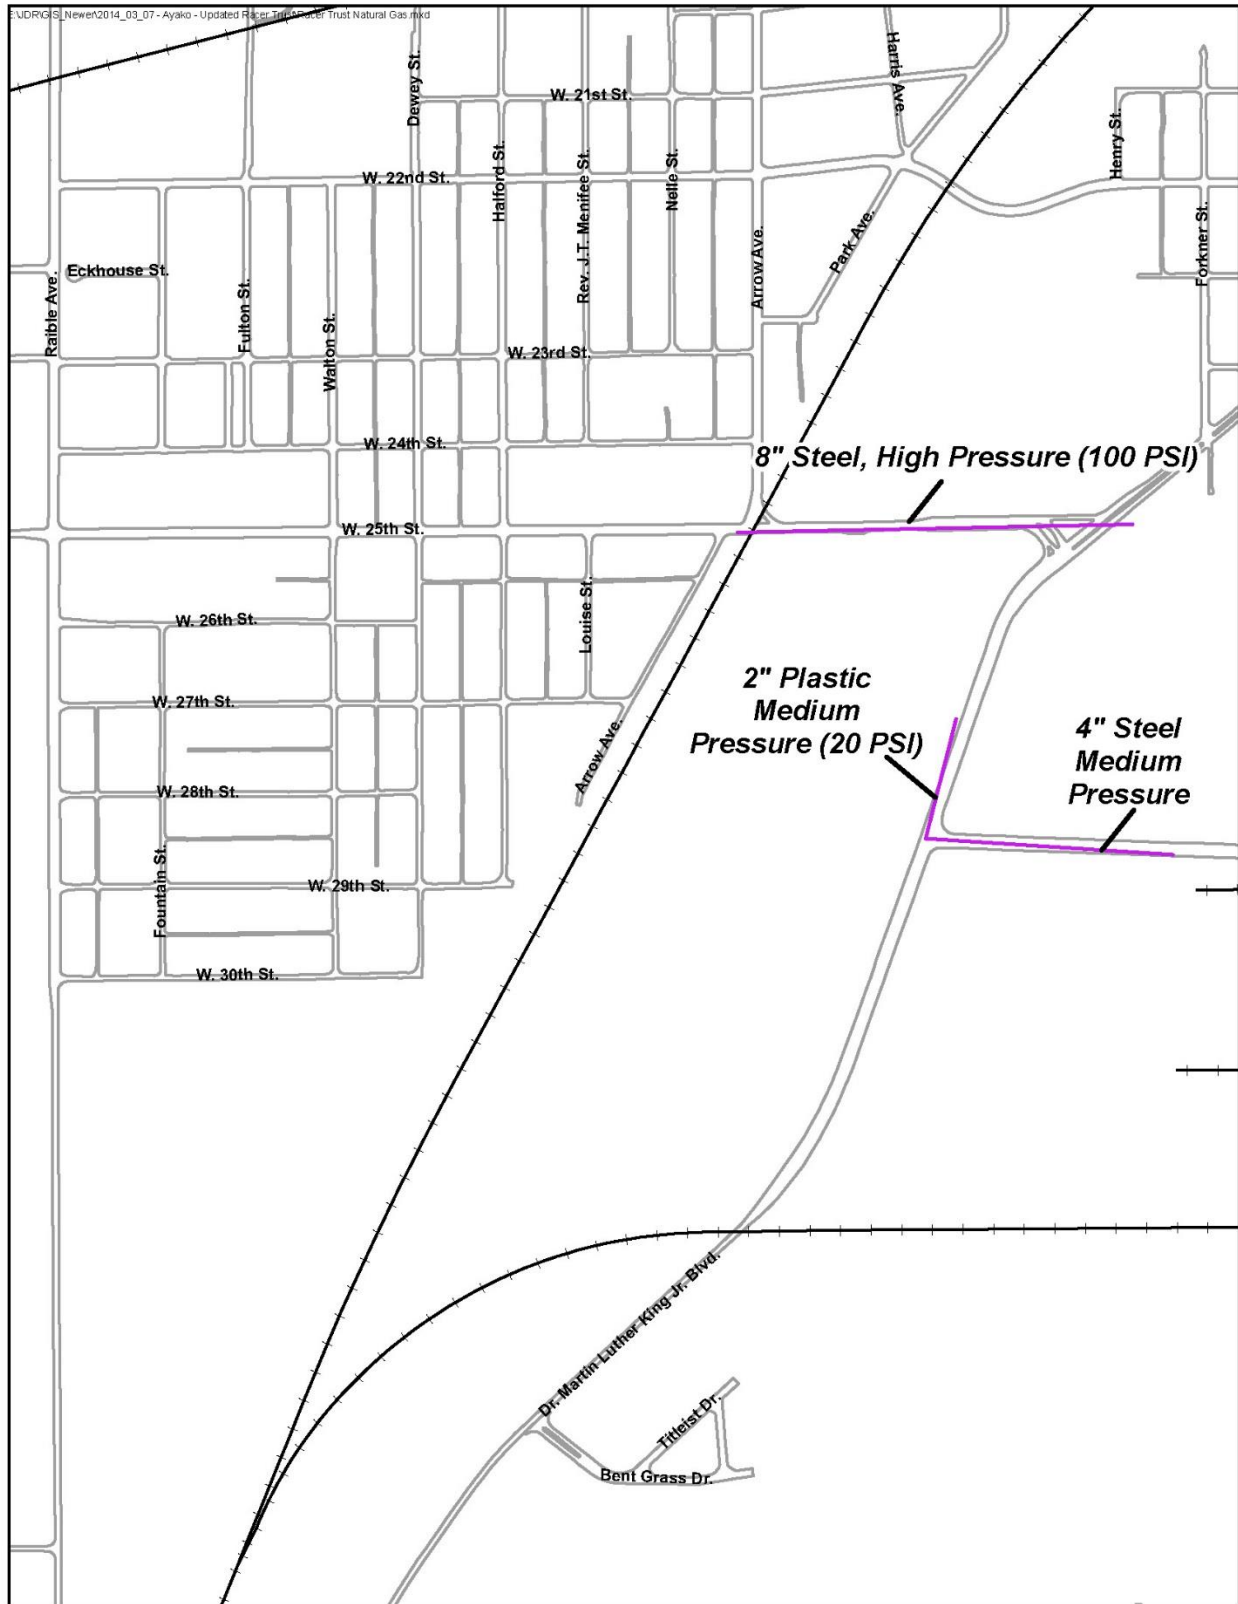 E:\JDR\GIS_Newer\2014_03_07 - Ayako - Updated Racer Trust\Racer Trust Natural Gas.mxd
Dewey St.
Harris Ave.
W. 21st St.
Henry St.
W. 22nd St.
Halford St.
Rev. J.T. Menifee St.
Nelle St.
Arrow Ave.
Park Ave.
Forkner St.
Eckhouse St.
Raible Ave.
Fulton St.
Walton St.
W. 23rd St.
W. 24th St.
8" Steel, High Pressure (100 PSI)
W. 25th St.
Louise St.
W. 26th St.
2" Plastic
Medium
Pressure (20 PSI)
W. 27th St.
4" Steel
Medium
Pressure
Arrow Ave.
W. 28th St.
Fountain St.
W. 29th St.
W. 30th St.
Dr. Martin Luther King Jr. Blvd.
Titleist Dr.
Bent Grass Dr.